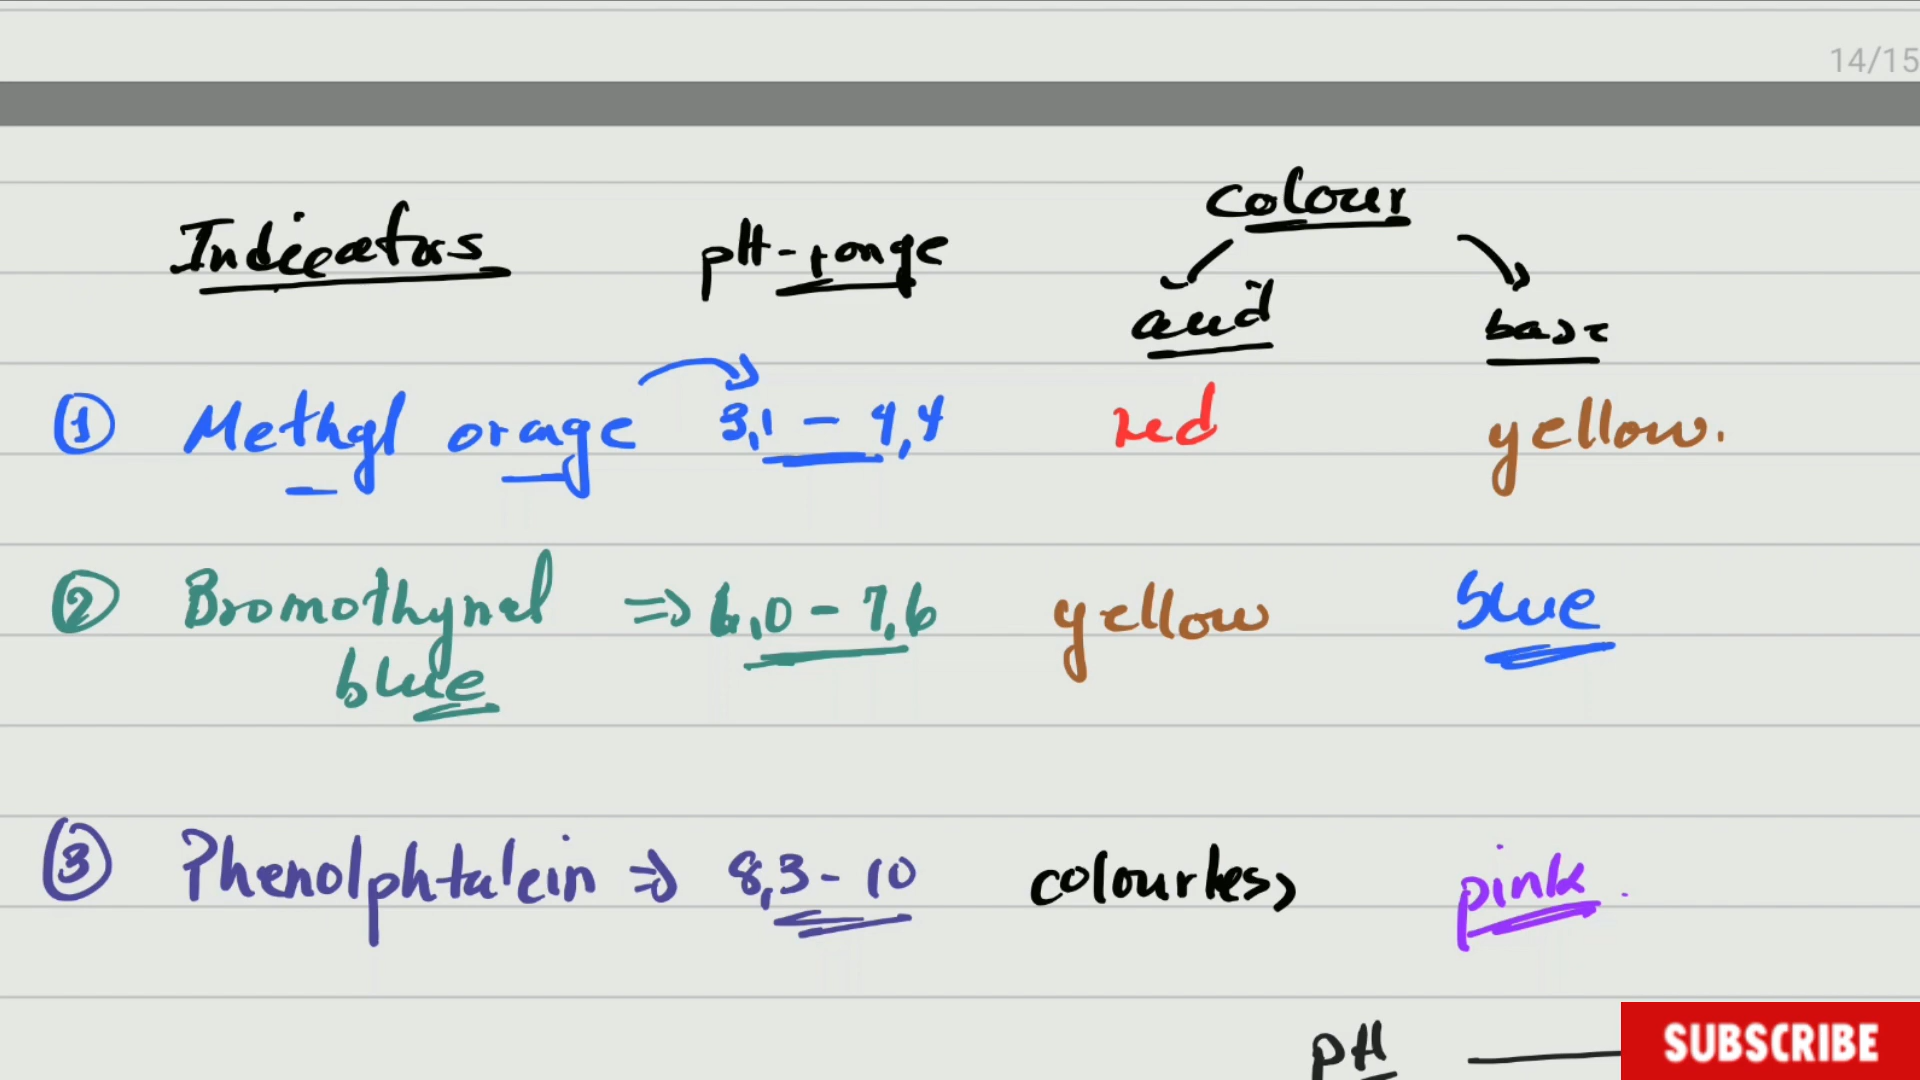 14/15
colour
Indicators pH-range
acid base
① Methyl orange 3,1 - 4,4 red yellow.
② Bromothymol => 6,0 - 7,6 yellow blue
blue
③ Phenolphtalein => 8,3 - 10 colourless pink.
pH
SUBSCRIBE